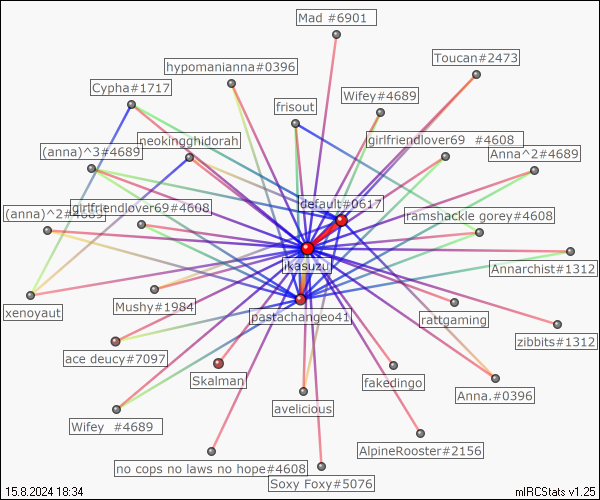 Mad #6901
Toucan#2473
hypomanianna#0396
Cypha#1717
Wifey#4689
frisout
neokingghidorah
girlfriendlover69 #4608
(anna)^3#4689
Anna^2#4689
default#0617
girlfriendlover69#4608
(anna)^2#4689
ramshackle gorey#4608
ikasuzu
Annarchist#1312
xenoyaut
Mushy#1984
pastachangeo41
rattgaming
zibbits#1312
ace deucy#7097
Skalman
fakedingo
Anna.#0396
avelicious
Wifey #4689
AlpineRooster#2156
no cops no laws no hope#4608
Soxy Foxy#5076
15.8.2024 18:34
mIRCStats v1.25